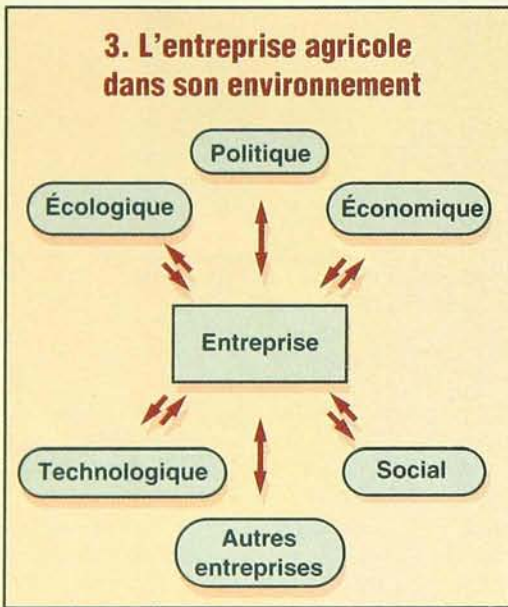 3. L'entreprise agricole
dans son environnement
Politique
Écologique
Économique
Entreprise
Technologique
Social
Autres
entreprises